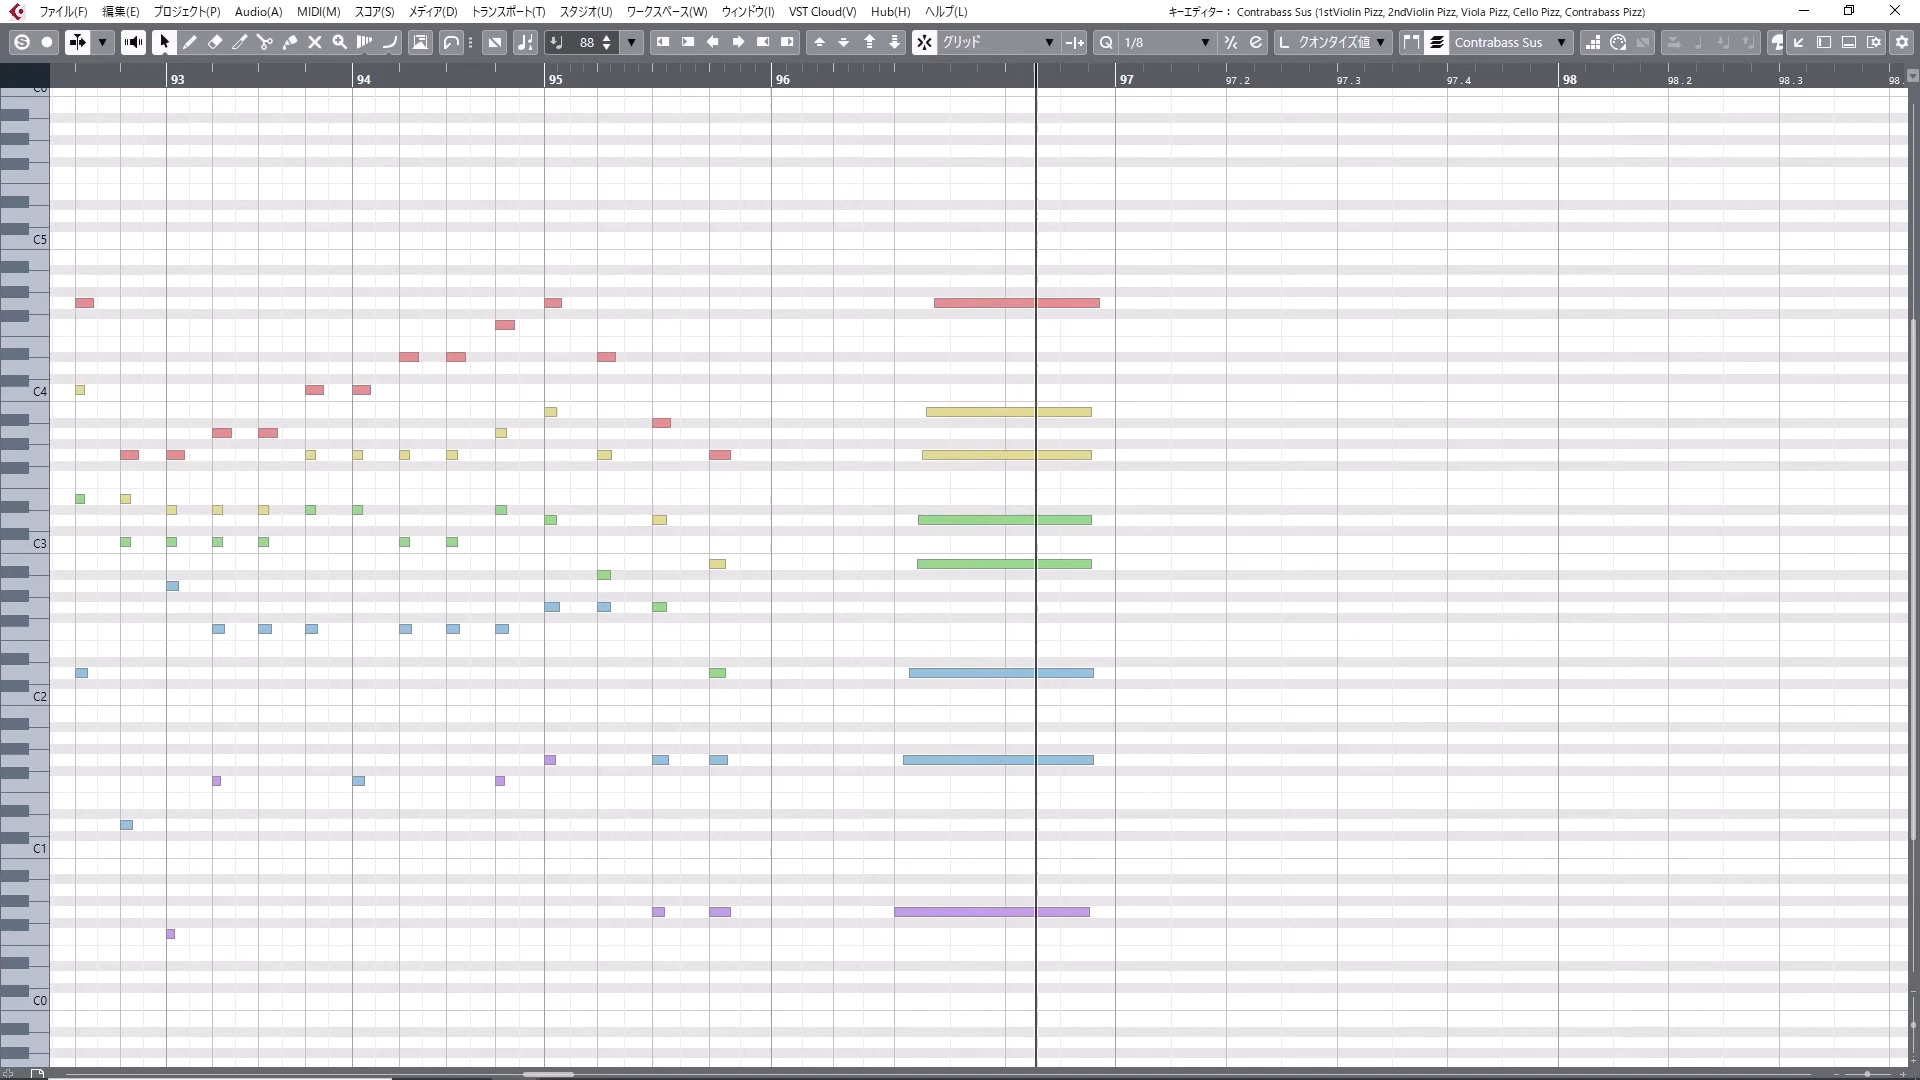 ファイル(F) 編集(E) プロジェクト(P) Audio(A) MIDI(M) スコア(S) メディア(D) トランスポート(T) スタジオ(U) ワークスペース(W) ウィンドウ(I) VST Cloud(V) Hub(H) ヘルプ(L) キーエディター： Contrabass Sus (1stViolin Pizz, 2ndViolin Pizz, Viola Pizz, Cello Pizz, Contrabass Pizz)
88 グリッド Q 1/8 L クオンタイズ値 Contrabass Sus
93 94 95 96 97 97.2 97.3 97.4 98 98.2 98.3 98.
C5
C4
C3
C2
C1
C0